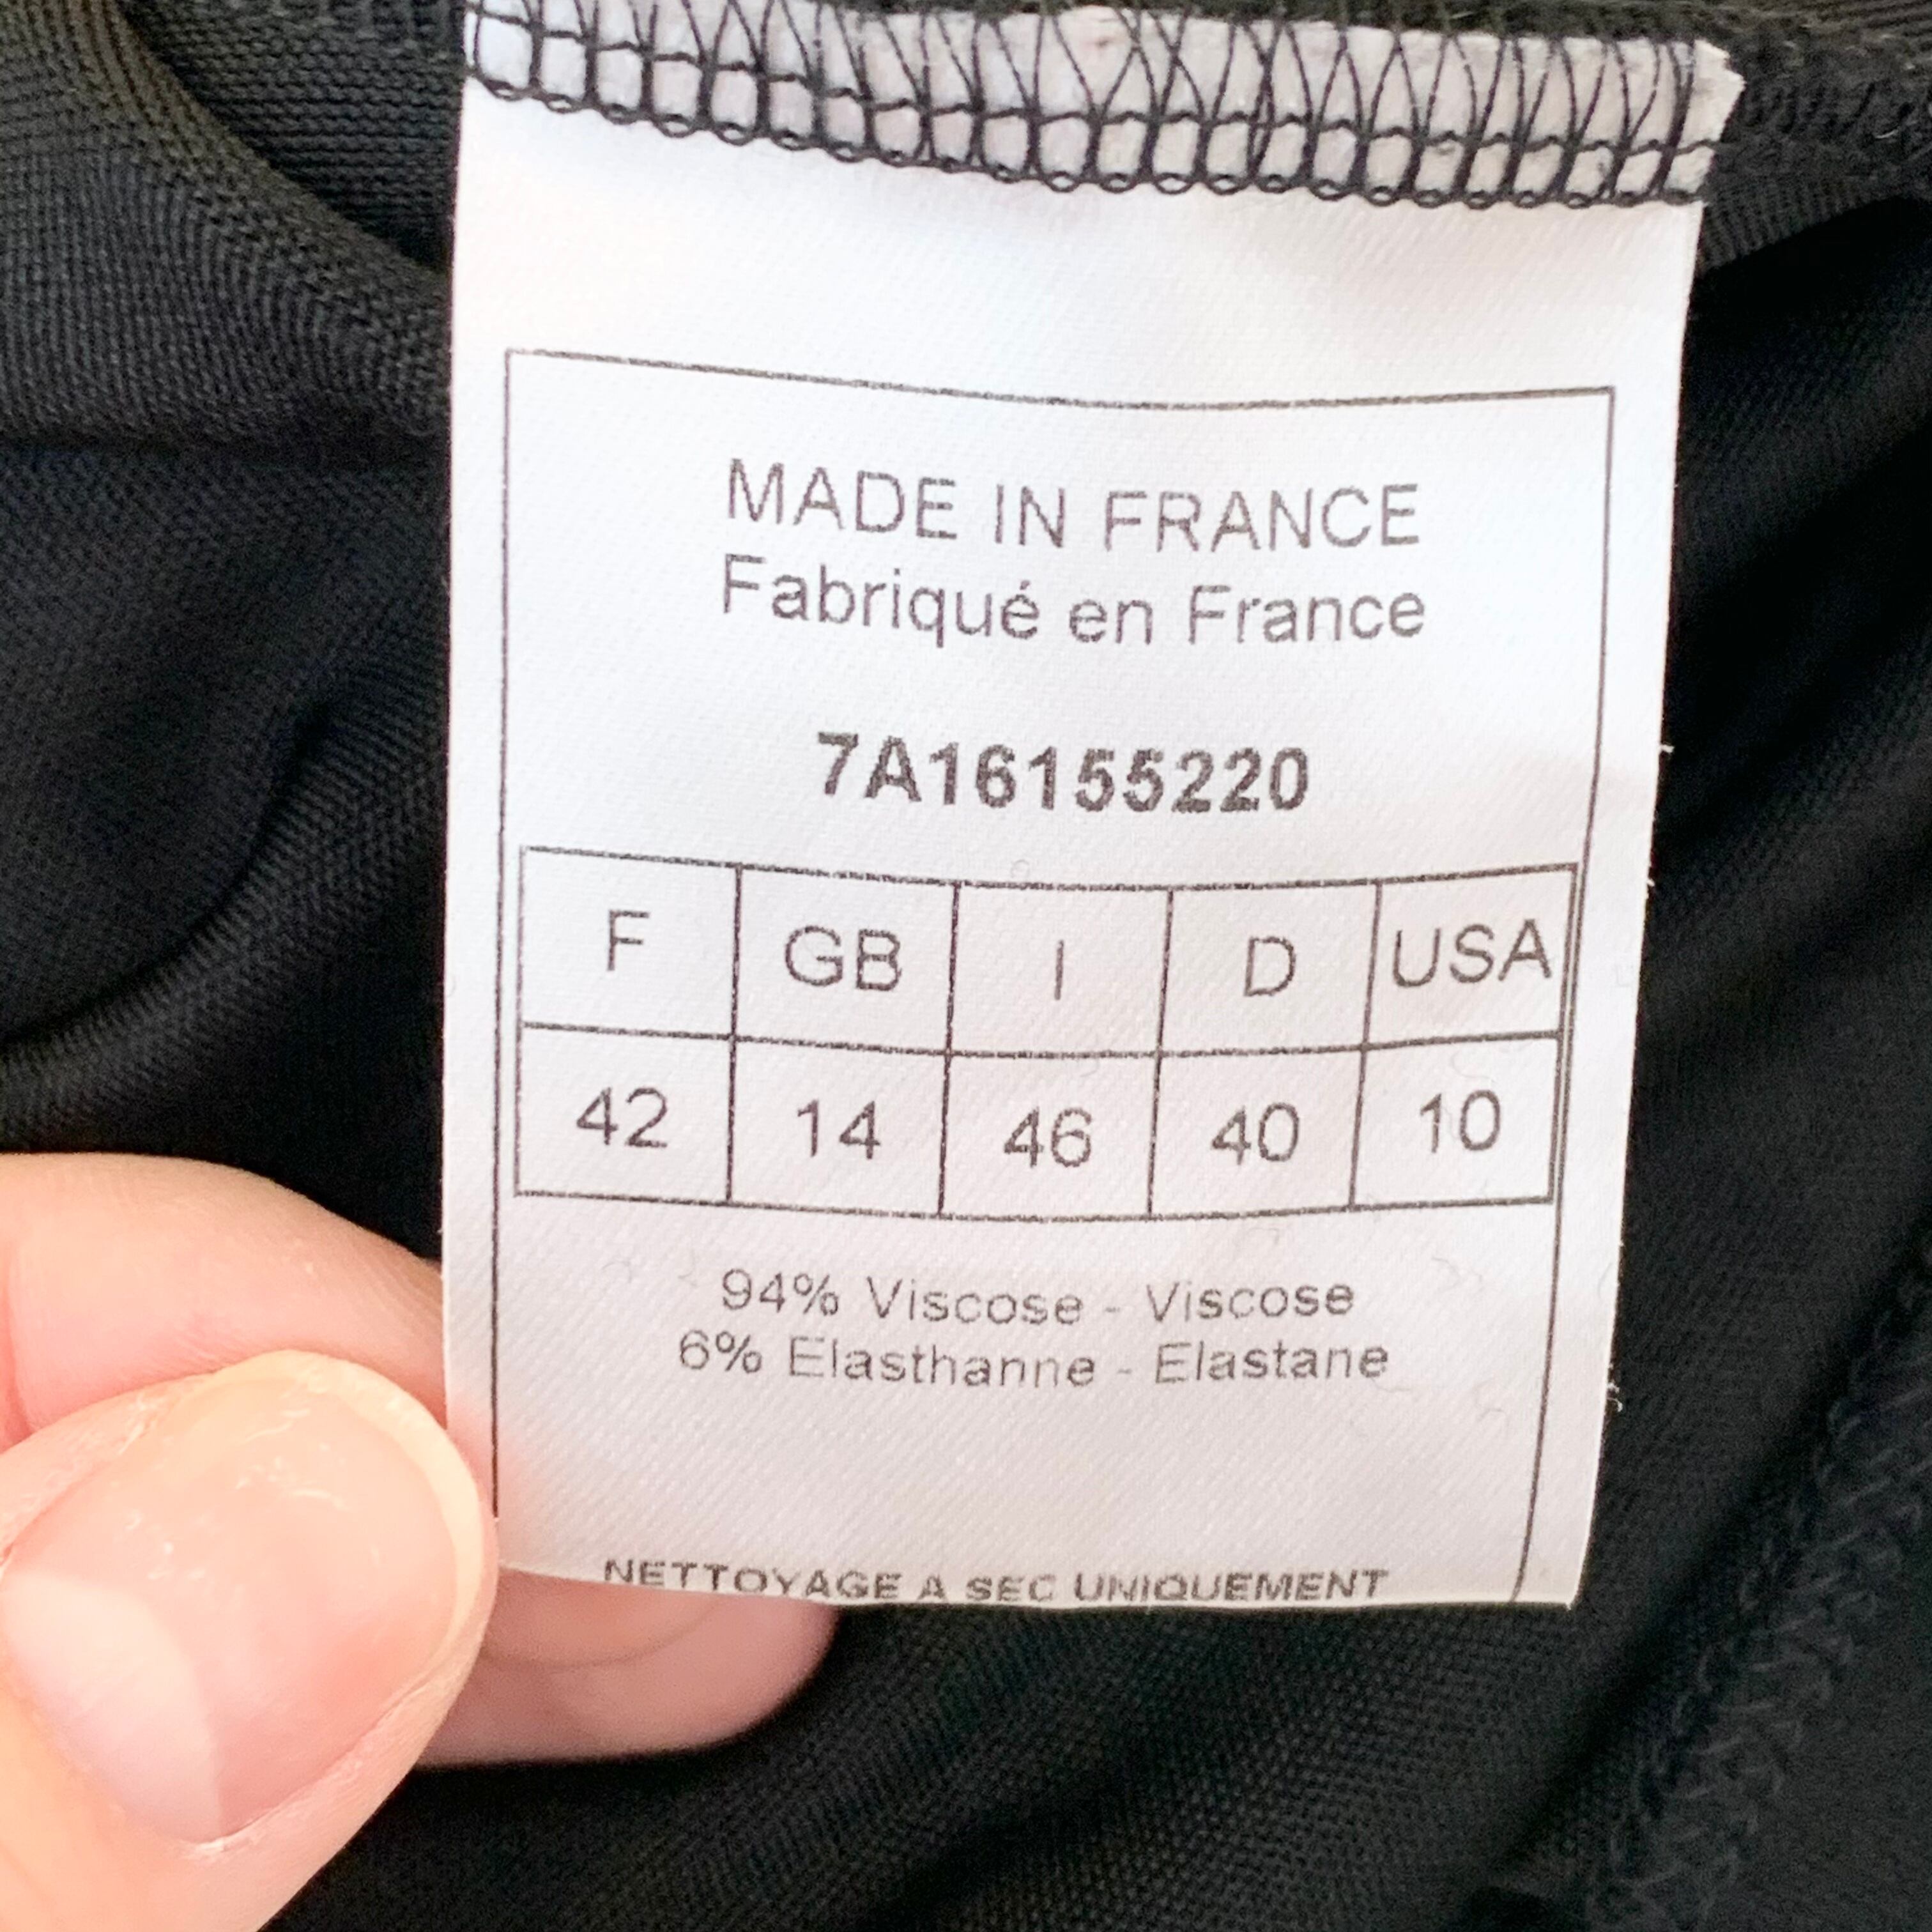 MADE IN FRANCE
Fabriqué en France
7A16155220
F GB I D USA
42 14 46 40 10
94% Viscose - Viscose
6% Elasthanne - Elastane
NETTOYAGE A SEC UNIQUEMENT